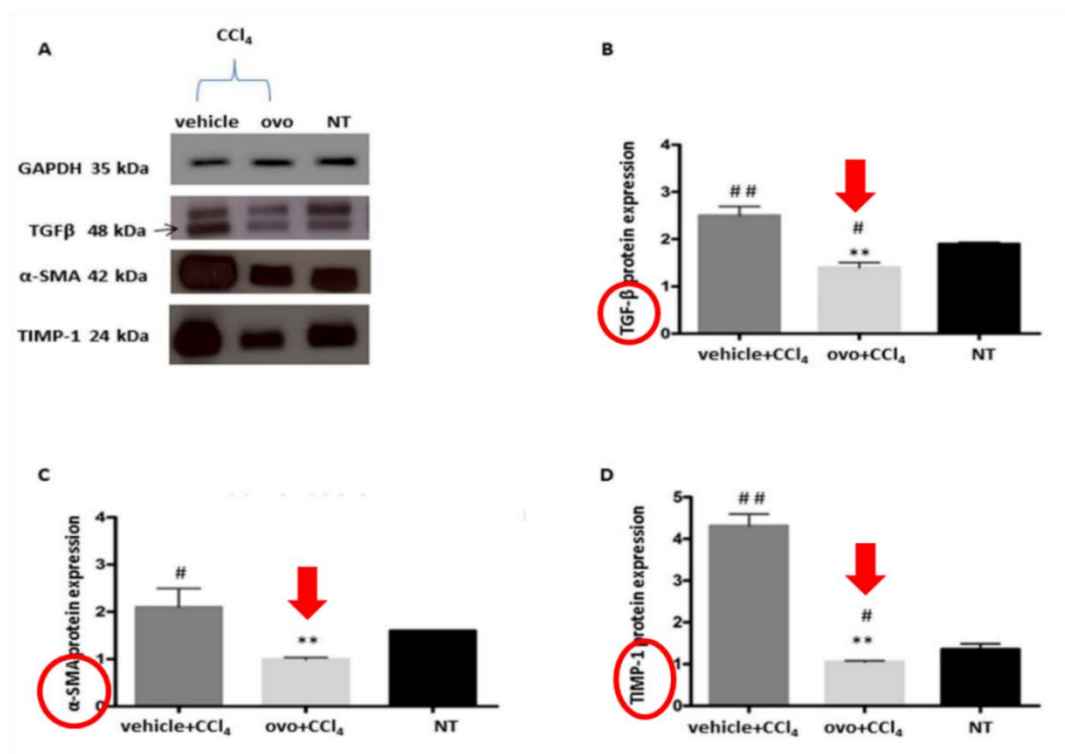 A
CCl₄
vehicle ovo NT
GAPDH 35 kDa
TGFβ 48 kDa
α-SMA 42 kDa
TIMP-1 24 kDa
B
TGF-β protein expression
4
3
2
1
0
# #
#
**
vehicle+CCl₄ ovo+CCl₄ NT
C
α-SMA protein expression
4
3
2
1
0
#
**
vehicle+CCl₄ ovo+CCl₄ NT
D
TIMP-1 protein expression
5
4
3
2
1
0
# #
#
**
vehicle+CCl₄ ovo+CCl₄ NT